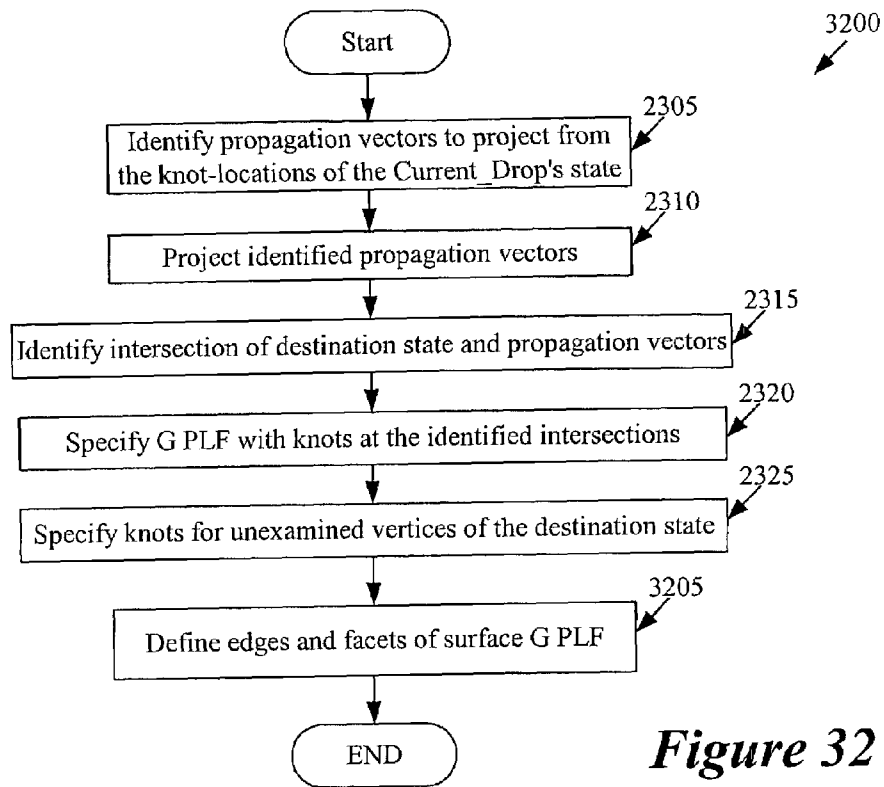 Start
3200
2305
Identify propagation vectors to project from
the knot-locations of the Current_Drop's state
2310
Project identified propagation vectors
2315
Identify intersection of destination state and propagation vectors
2320
Specify G PLF with knots at the identified intersections
2325
Specify knots for unexamined vertices of the destination state
3205
Define edges and facets of surface G PLF
END
Figure 32